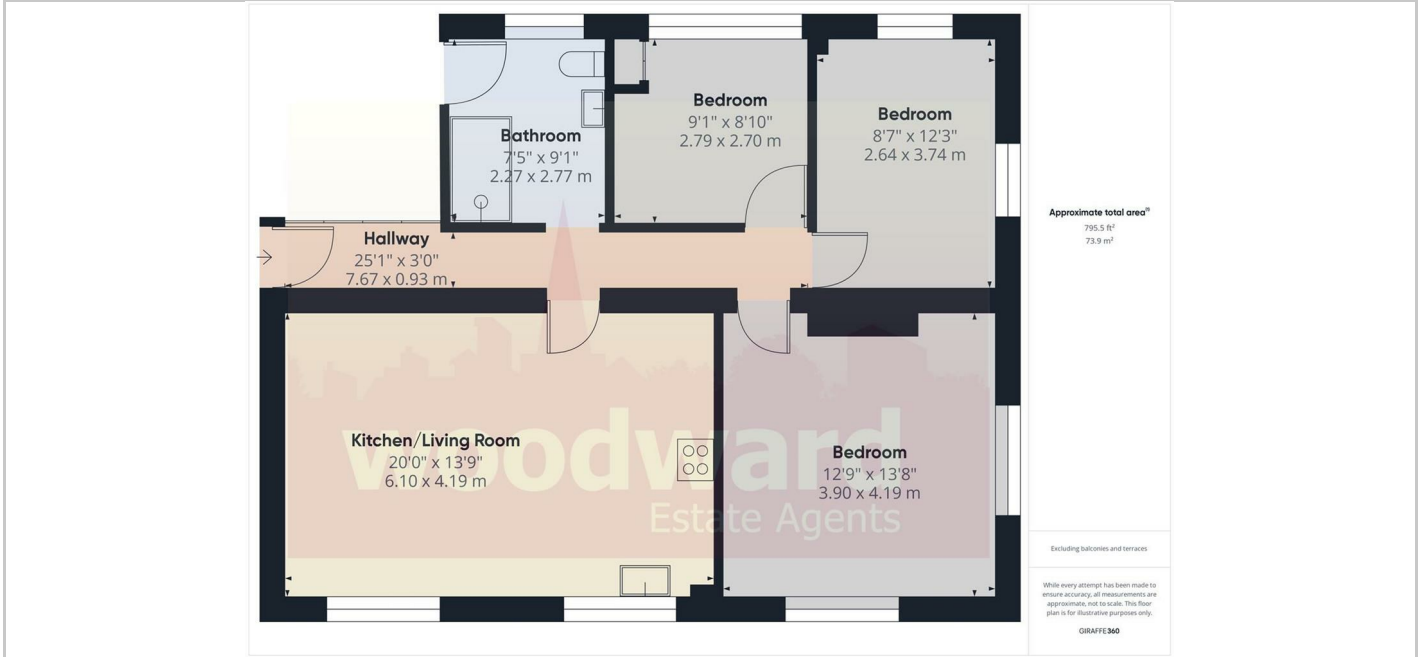 Bathroom
7'5" x 9'1"
2.27 x 2.77 m
Bedroom
9'1" x 8'10"
2.79 x 2.70 m
Bedroom
8'7" x 12'3"
2.64 x 3.74 m
Hallway
25'1" x 3'0"
7.67 x 0.93 m
Kitchen/Living Room
20'0" x 13'9"
6.10 x 4.19 m
Bedroom
12'9" x 13'8"
3.90 x 4.19 m
woodward
Estate Agents
Approximate total area⁽¹⁾
795.5 ft²
73.9 m²
Excluding balconies and terraces
While every attempt has been made to
ensure accuracy, all measurements are
approximate, not to scale. This floor
plan is for illustrative purposes only.
GIRAFFE360